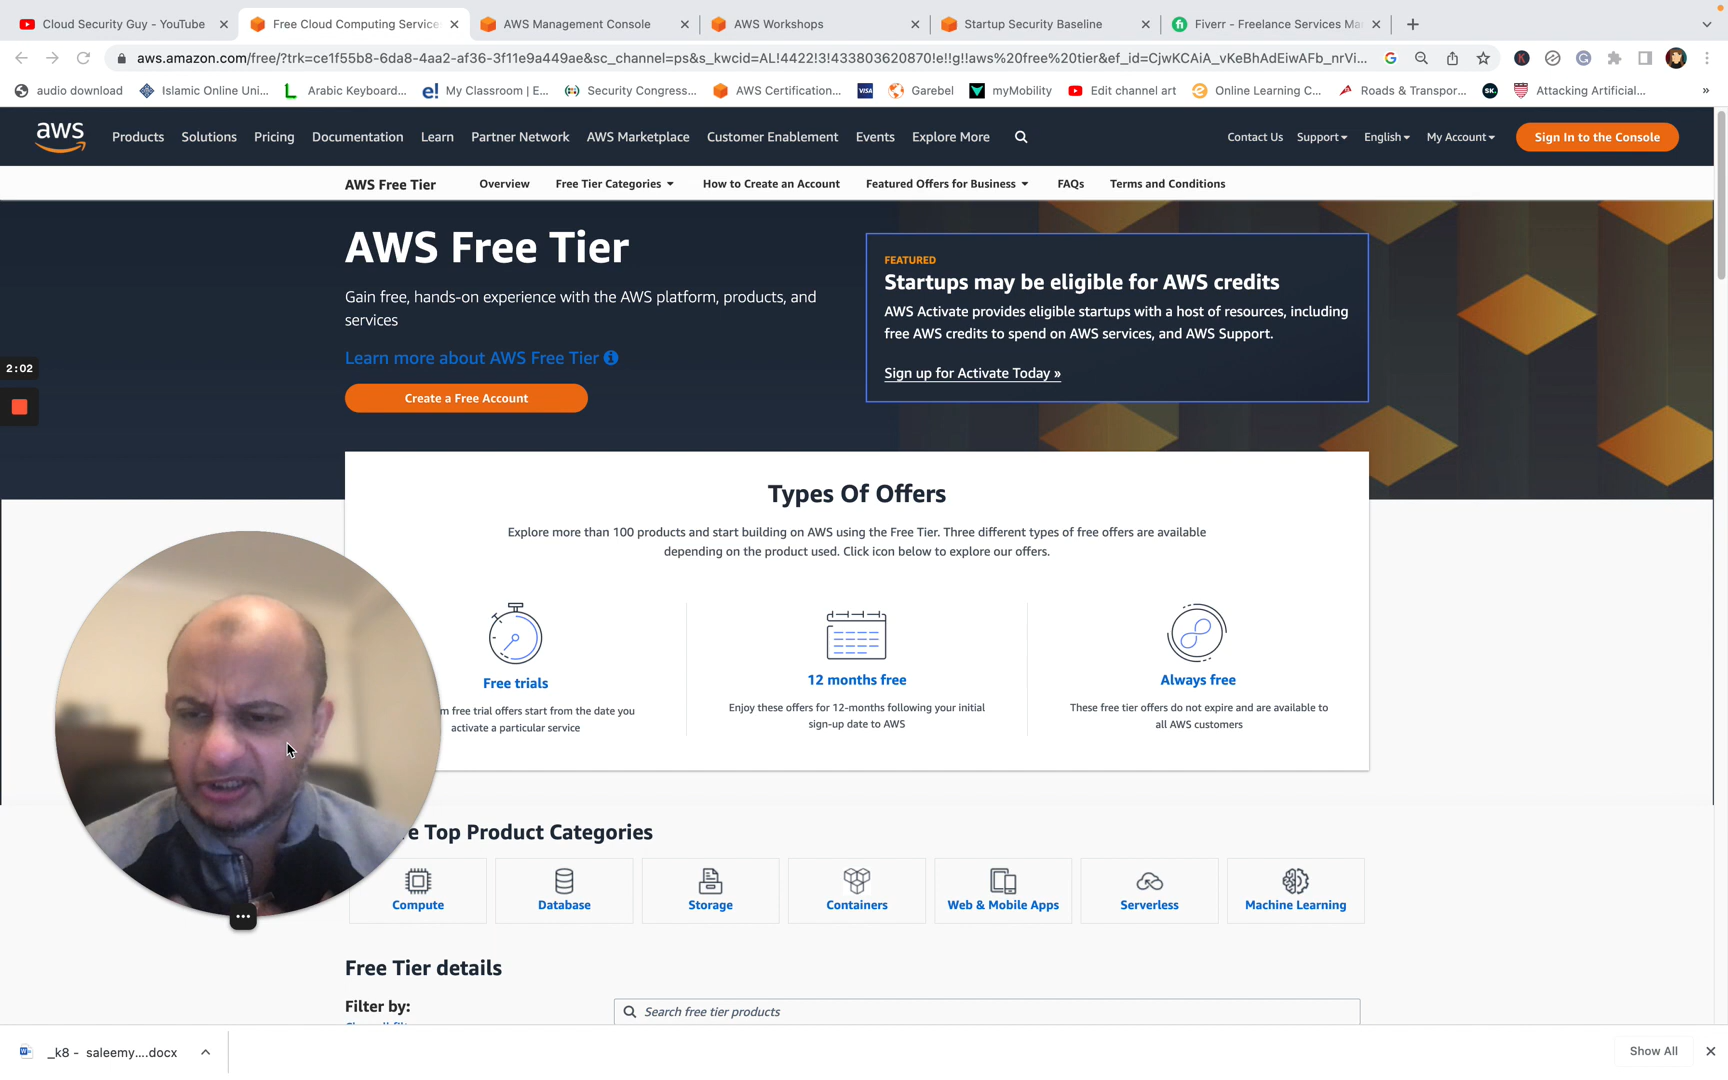 Cloud Security Guy - YouTube
Free Cloud Computing Service
AWS Management Console
AWS Workshops
Startup Security Baseline
Fiverr - Freelance Services Ma
aws.amazon.com/free/?trk=ce1f55b8-6da8-4aa2-af36-3f11e9a449ae&sc_channel=ps&s_kwcid=AL!4422!3!433803620870!e!!g!!aws%20free%20tier&ef_id=CjwKCAiA_vKeBhAdEiwAFb_nrVi...
audio download
Islamic Online Uni...
Arabic Keyboard...
My Classroom | E...
Security Congress...
AWS Certification...
VISA
Garebel
myMobility
Edit channel art
Online Learning C...
Roads & Transpor...
SK.
Attacking Artificial...
»
aws
Products
Solutions
Pricing
Documentation
Learn
Partner Network
AWS Marketplace
Customer Enablement
Events
Explore More
Contact Us
Support
English
My Account
Sign In to the Console
AWS Free Tier
Overview
Free Tier Categories
How to Create an Account
Featured Offers for Business
FAQs
Terms and Conditions
AWS Free Tier
Gain free, hands-on experience with the AWS platform, products, and
services
Learn more about AWS Free Tier
Create a Free Account
FEATURED
Startups may be eligible for AWS credits
AWS Activate provides eligible startups with a host of resources, including
free AWS credits to spend on AWS services, and AWS Support.
Sign up for Activate Today »
2:02
Types Of Offers
Explore more than 100 products and start building on AWS using the Free Tier. Three different types of free offers are available
depending on the product used. Click icon below to explore our offers.
Free trials
m free trial offers start from the date you
activate a particular service
12 months free
Enjoy these offers for 12-months following your initial
sign-up date to AWS
Always free
These free tier offers do not expire and are available to
all AWS customers
e Top Product Categories
Compute
Database
Storage
Containers
Web & Mobile Apps
Serverless
Machine Learning
Free Tier details
Filter by:
Search free tier products
_k8 - saleemy....docx
Show All